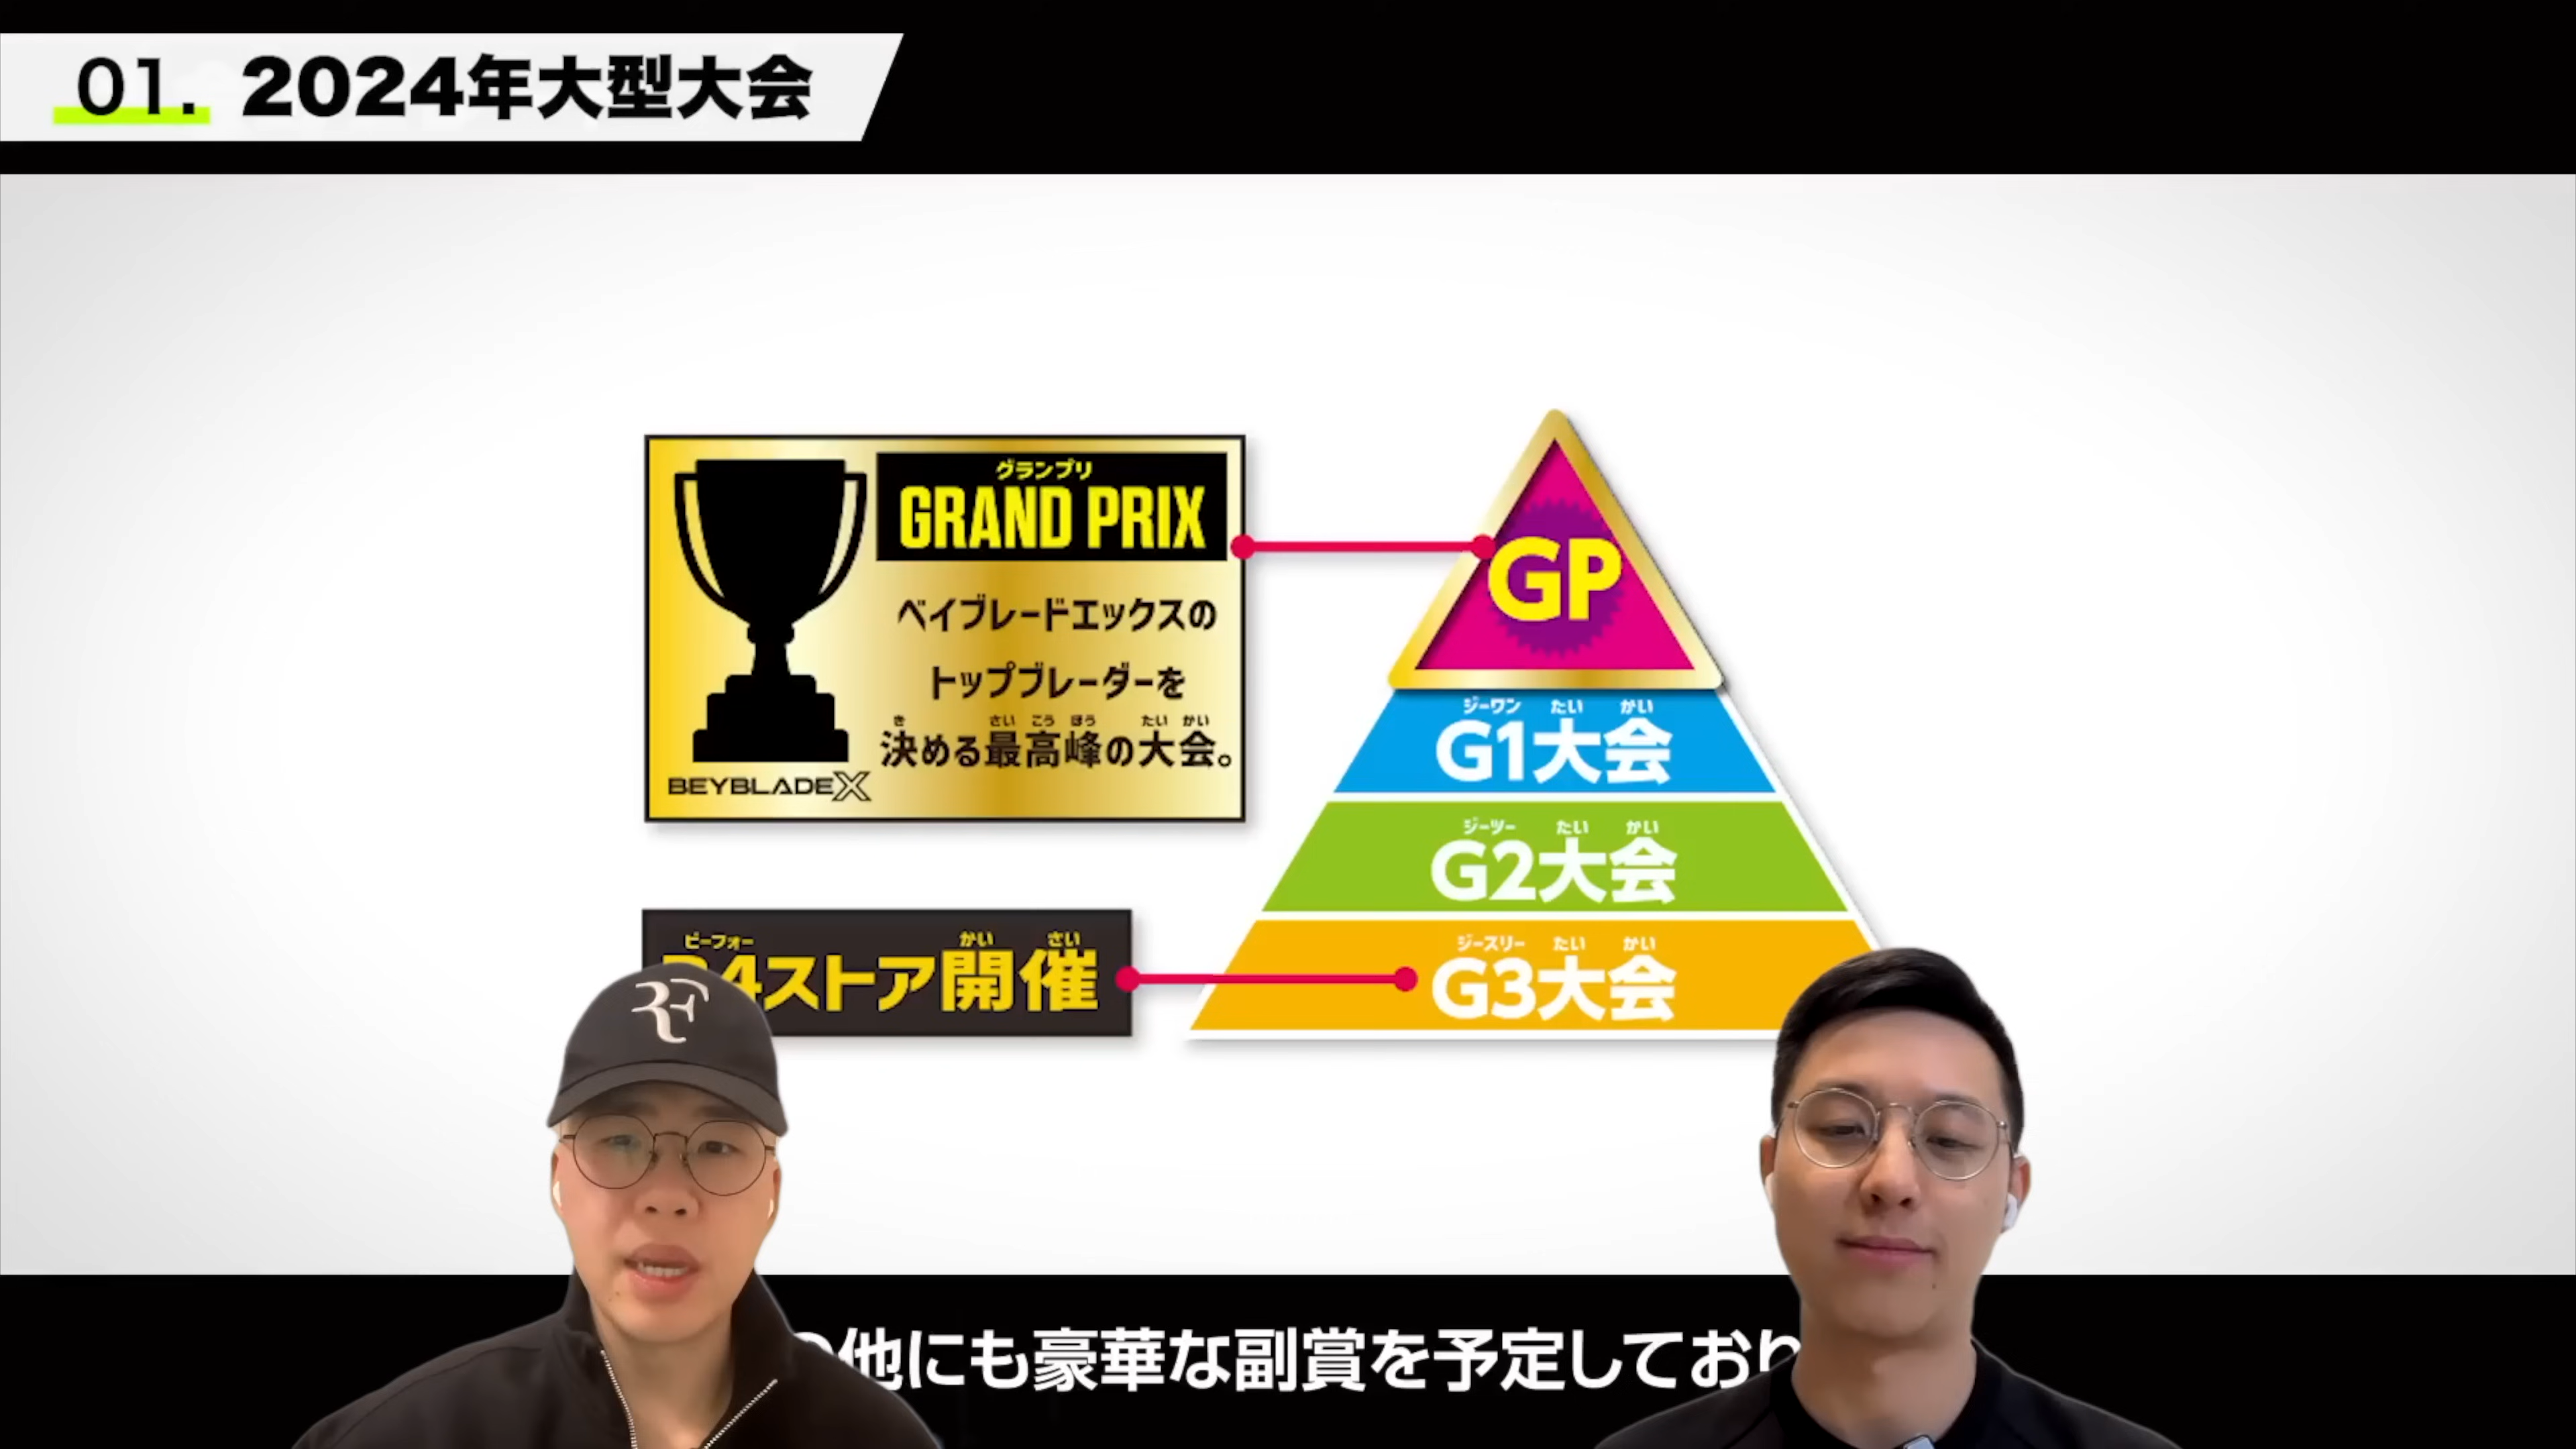 01. 2024年大型大会
グランプリ
GRAND PRIX
ベイブレードエックスの
トップブレーダーを
き さい こう ほう たい かい
決める最高峰の大会。
BEYBLADE X
GP
ジーワン たい かい
G1大会
ジーツー たい かい
G2大会
ビーフォー かい さい
4ストア開催
ジースリー たい かい
G3大会
RF
他にも豪華な副賞を予定しており